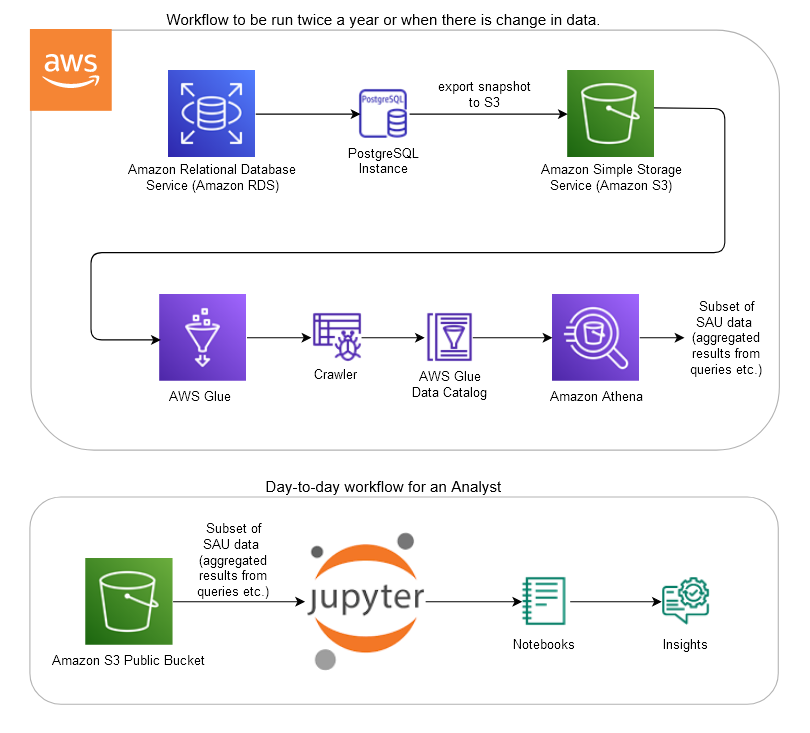 Workflow to be run twice a year or when there is change in data.
aws
PostgreSQL
export snapshot
to S3
Amazon Relational Database
Service (Amazon RDS)
PostgreSQL
Instance
Amazon Simple Storage
Service (Amazon S3)
AWS Glue
Crawler
AWS Glue
Data Catalog
Amazon Athena
Subset of
SAU data
(aggregated
results from
queries etc.)
Day-to-day workflow for an Analyst
Amazon S3 Public Bucket
Subset of
SAU data
(aggregated
results from
queries etc.)
jupyter
Notebooks
Insights